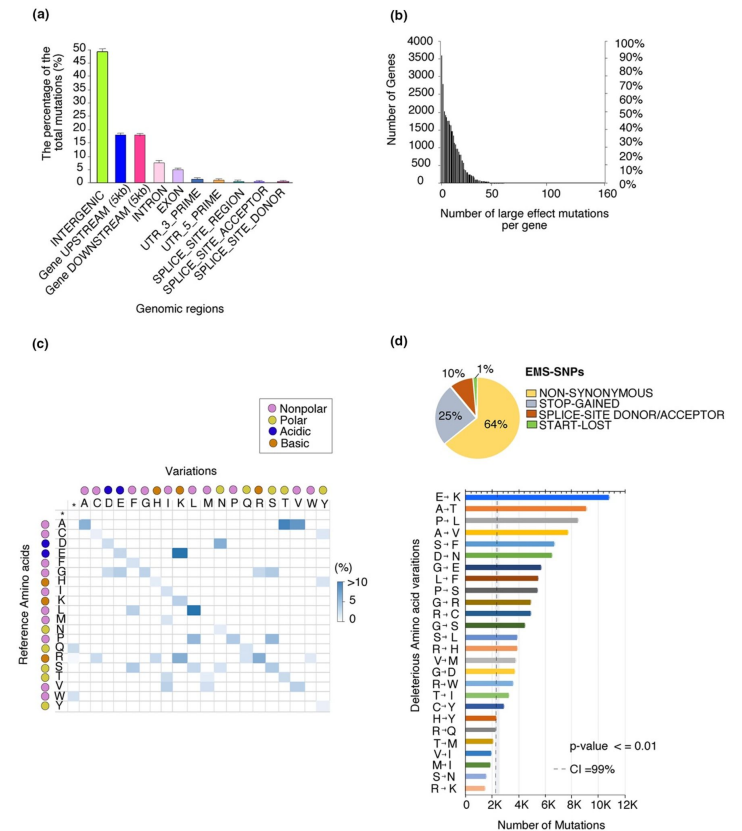 (a)
The percentage of the
total mutations (%)
50
45
40
35
30
25
20
15
10
5
0
INTERGENIC
Gene UPSTREAM (5kb)
Gene DOWNSTREAM (5kb)
INTRON
EXON
UTR_3_PRIME
UTR_5_PRIME
SPLICE_SITE_REGION
SPLICE_SITE_ACCEPTOR
SPLICE_SITE_DONOR
Genomic regions
(b)
Number of Genes
4000
3500
3000
2500
2000
1500
1000
500
0
100%
90%
80%
70%
60%
50%
40%
30%
20%
10%
0%
0 50 100 160
Number of large effect mutations
per gene
(c)
Nonpolar
Polar
Acidic
Basic
Variations
* A C D E F G H I K L M N P Q R S T V W Y
Reference Amino acids
*
A
C
D
E
F
G
H
I
K
L
M
N
P
Q
R
S
T
V
W
Y
(%)
>10
5
0
(d)
1%
10%
25%
64%
EMS-SNPs
NON-SYNONYMOUS
STOP-GAINED
SPLICE-SITE DONOR/ACCEPTOR
START-LOST
Deleterious Amino acid varaitions
E→K
A→T
P→L
A→V
S→F
D→N
G→E
L→F
P→S
G→R
R→C
G→S
S→L
R→H
V→M
G→D
R→W
T→I
C→Y
H→Y
R→Q
T→M
V→I
M→I
S→N
R→K
p-value <= 0.01
CI =99%
0 2K 4K 6K 8K 10K 12K
Number of Mutations